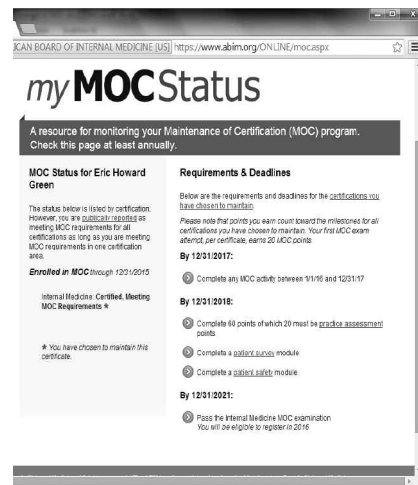 ICAN BOARD OF INTERNAL MEDICINE [US] https://www.abim.org/ONLINE/moc.aspx
my MOC Status
A resource for monitoring your Maintenance of Certification (MOC) program.
Check this page at least annually.
MOC Status for Eric Howard
Green
The status below is listed by certification.
However, you are publically reported as
meeting MOC requirements for all
certifications as long as you are meeting
MOC requirements in one certification
area.
Enrolled in MOC through 12/31/2015
Internal Medicine: Certified, Meeting
MOC Requirements *
* You have chosen to maintain this
certificate.
Requirements & Deadlines
Below are the requirements and deadlines for the certifications you
have chosen to maintain.
Please note that points you earn count toward the milestones for all
certifications you have chosen to maintain. Your first MOC exam
attempt, per certificate, earns 20 MOC points
By 12/31/2017:
Complete any MOC activity between 1/1/16 and 12/31/17
By 12/31/2018:
Complete 60 points of which 20 must be practice assessment
points
Complete a patient survey module
Complete a patient safety module
By 12/31/2021:
Pass the Internal Medicine MOC examination
You will be eligible to register in 2016